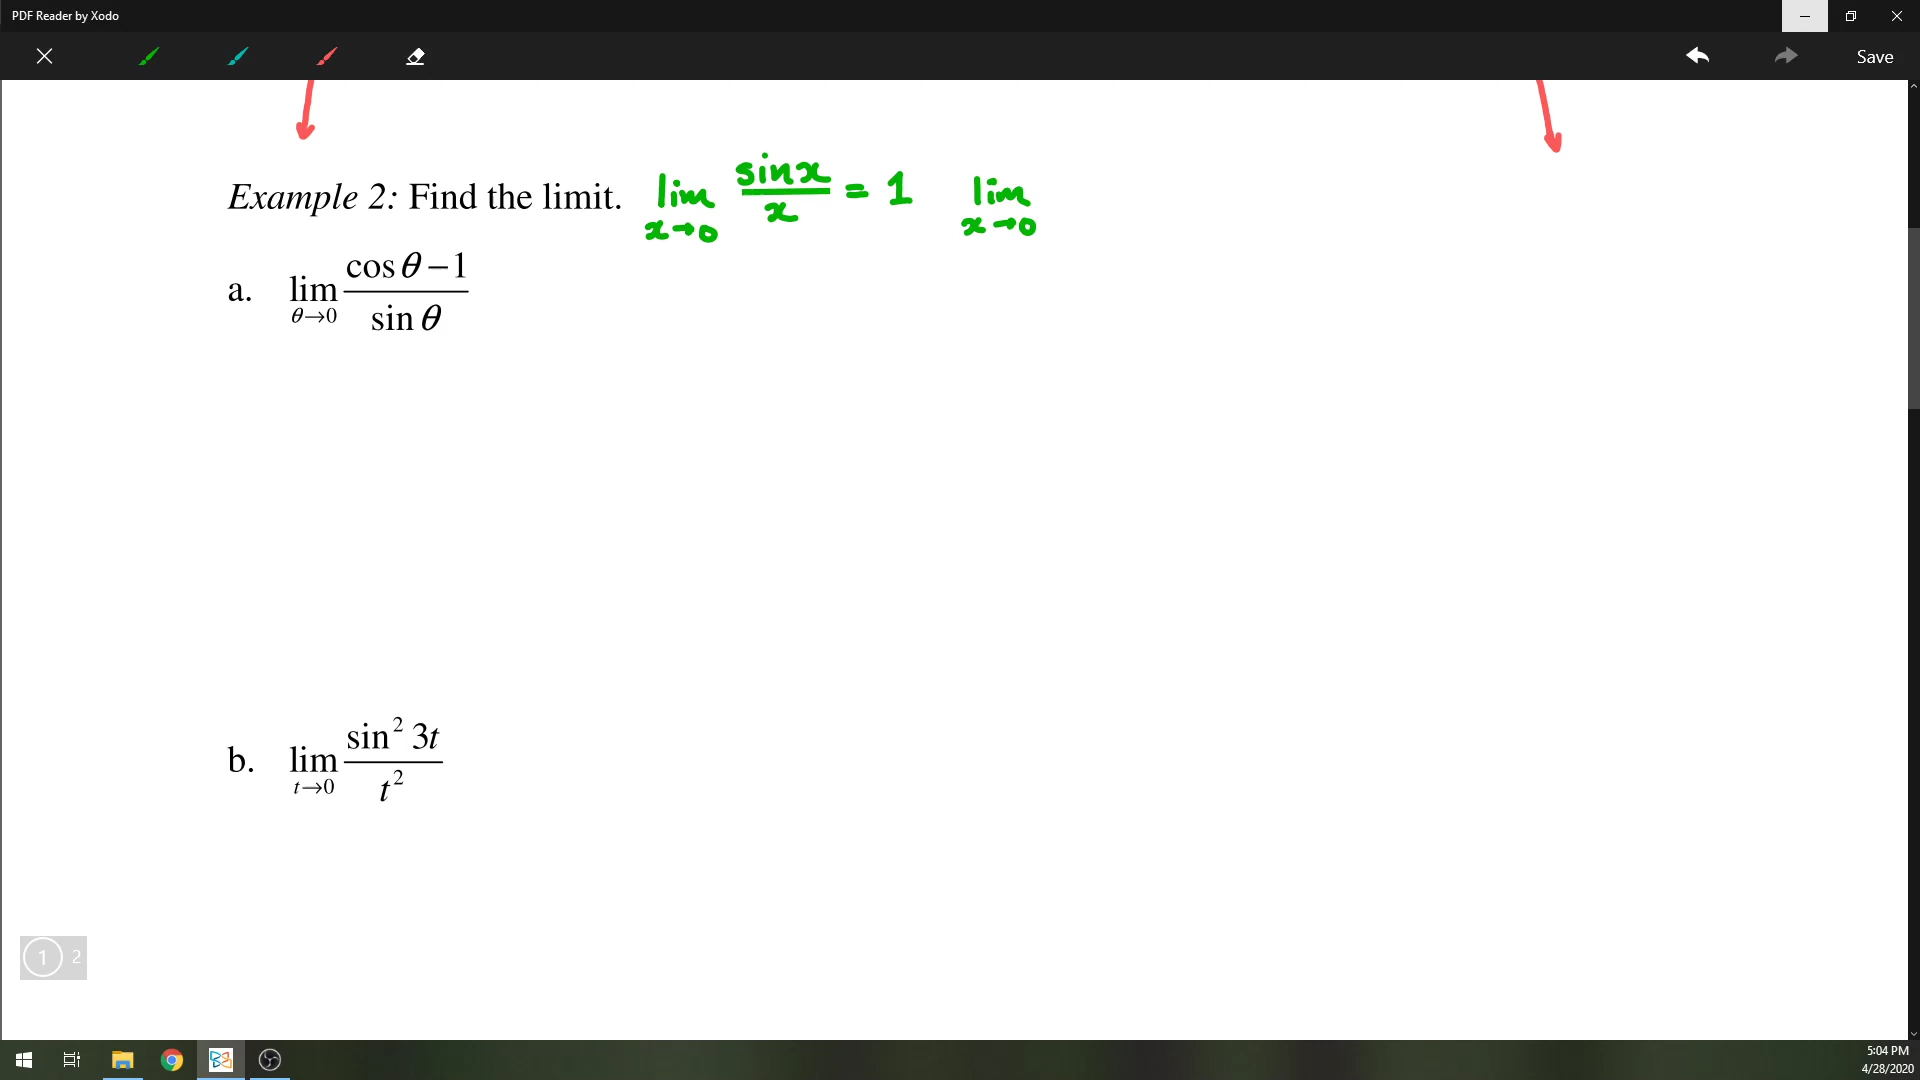 PDF Reader by Xodo
Save
Example 2: Find the limit. lim x→0 sinx/x = 1 lim x→0
a. lim θ→0 cos θ − 1 / sin θ
b. lim t→0 sin² 3t / t²
1 2
5:04 PM
4/28/2020